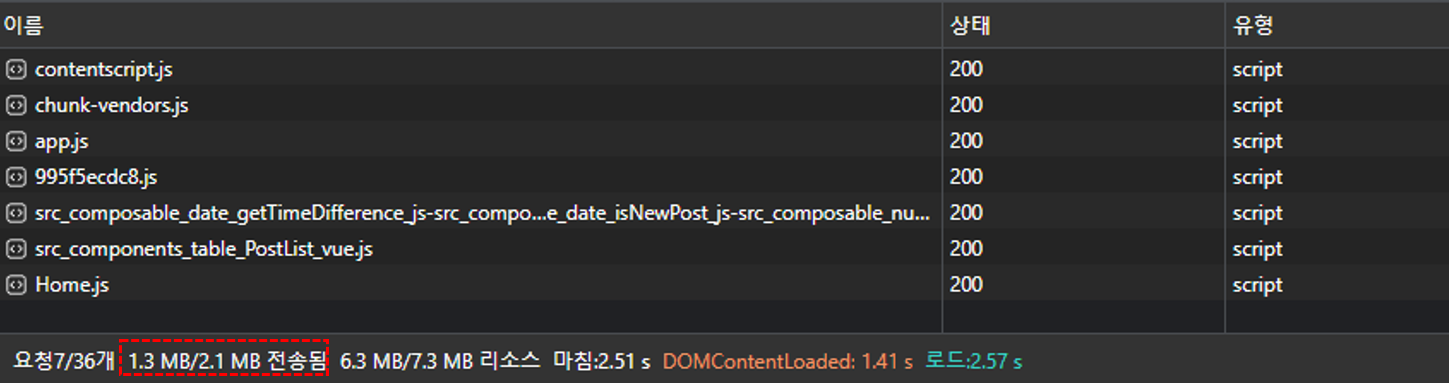 이름 상태 유형
contentscript.js 200 script
chunk-vendors.js 200 script
app.js 200 script
995f5ecdc8.js 200 script
src_composable_date_getTimeDifference_js-src_compo...e_date_isNewPost_js-src_composable_nu... 200 script
src_components_table_PostList_vue.js 200 script
Home.js 200 script
요청7/36개 1.3 MB/2.1 MB 전송됨 6.3 MB/7.3 MB 리소스 마침:2.51 s DOMContentLoaded: 1.41 s 로드:2.57 s